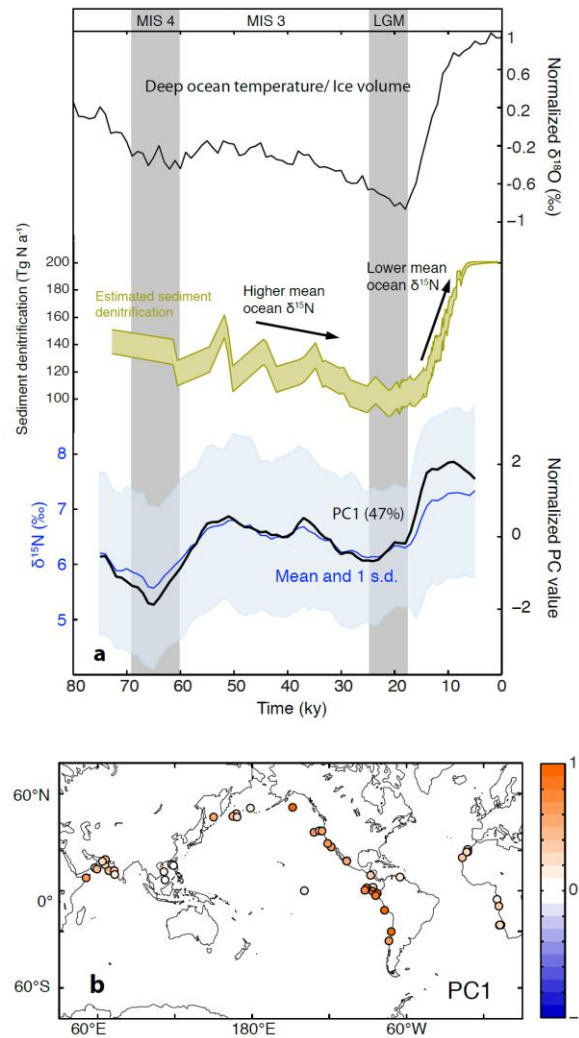 MIS 4 MIS 3 LGM
Deep ocean temperature/ Ice volume
1
0.6
0.2
-0.2
-0.6
-1
Normalized δ18O (‰)
Sediment denitrification (Tg N a-1)
200
180
160
140
120
100
Estimated sediment
denitrification
Higher mean
ocean δ15N
Lower mean
ocean δ15N
8
7
6
5
δ15N (‰)
PC1 (47%)
Mean and 1 s.d.
2
0
−2
Normalized PC value
a
80 70 60 50 40 30 20 10 0
Time (ky)
60°N
0°
60°S
b
PC1
60°E 180°E 60°W
1
0